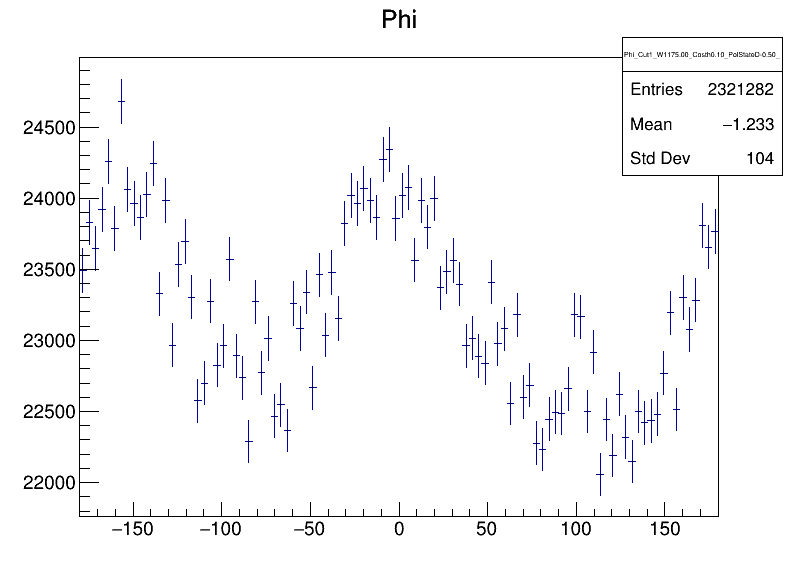 Phi
Phi_Cut1_W1175.00_Costh0.10_PolStateD-0.50_
Entries 2321282
Mean −1.233
Std Dev 104
24500
24000
23500
23000
22500
22000
−150 −100 −50 0 50 100 150